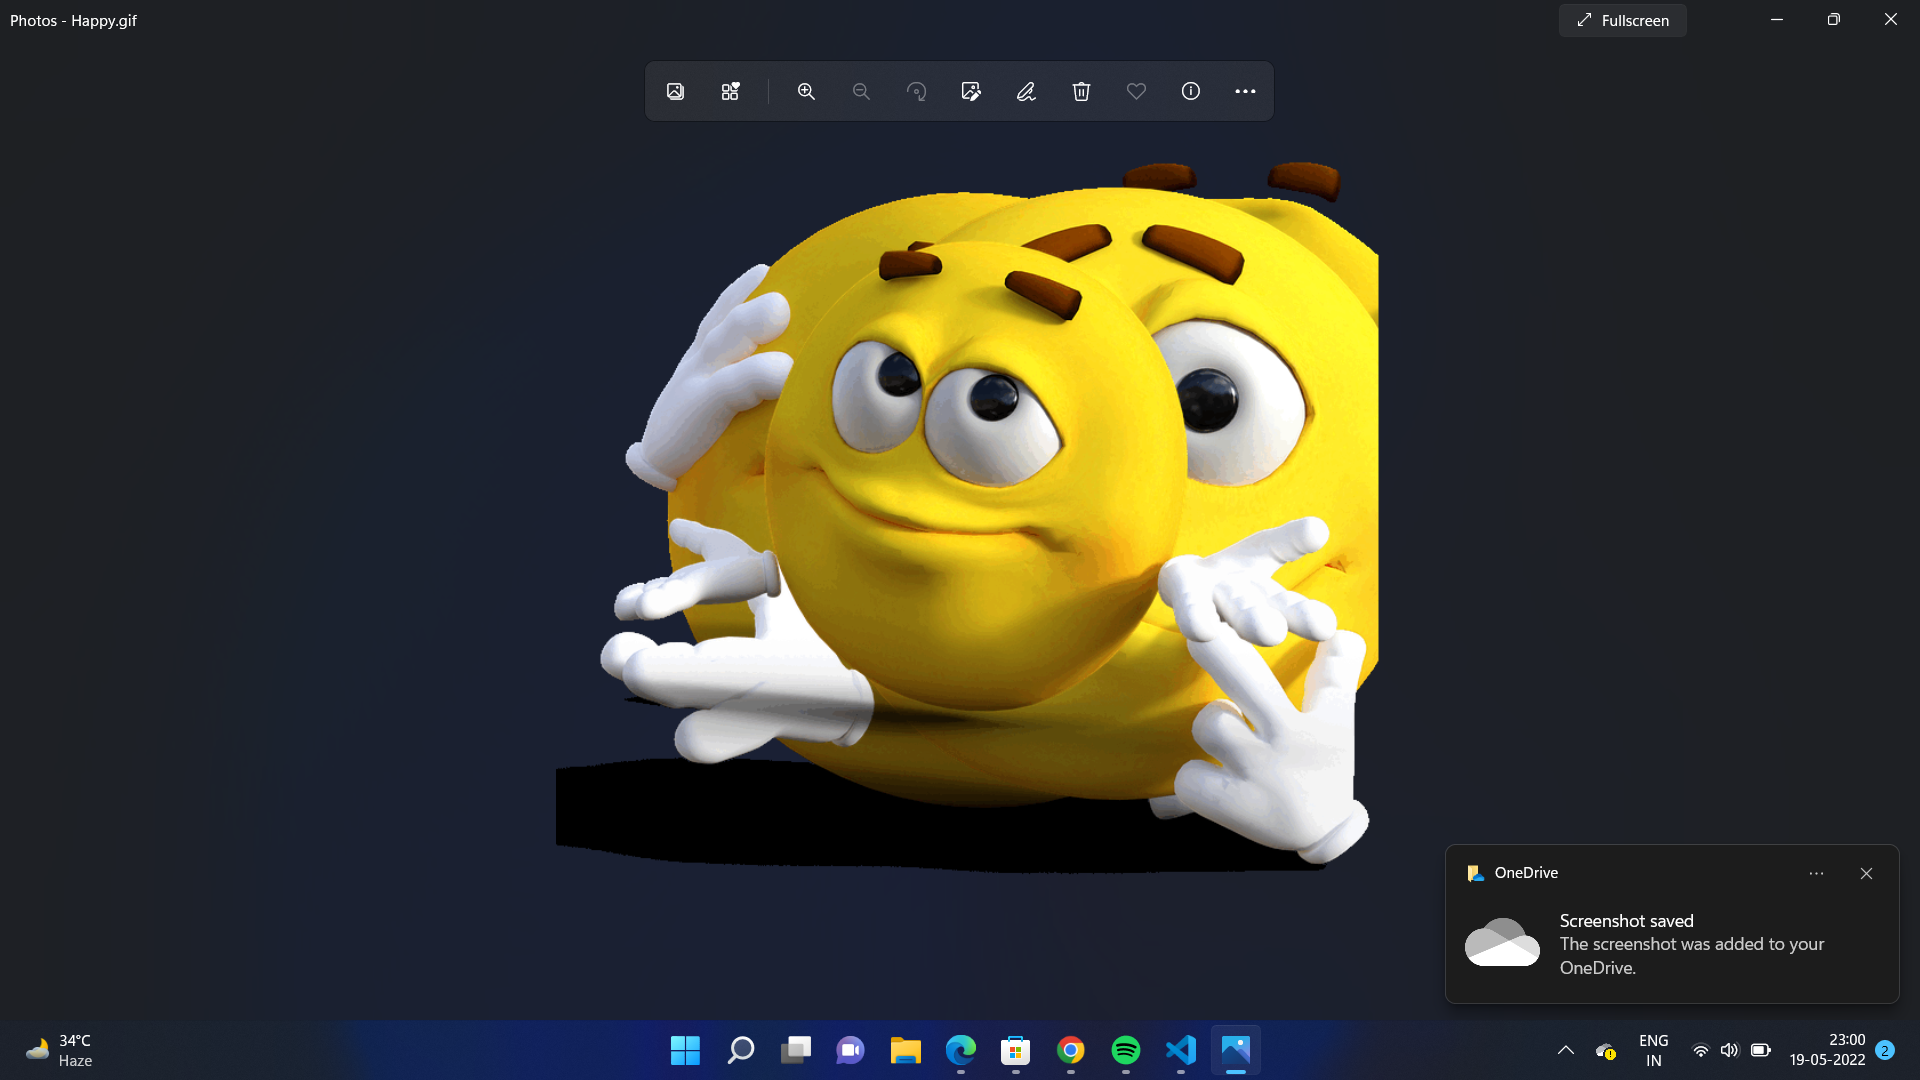 Photos - Happy.gif
Fullscreen
OneDrive
Screenshot saved
The screenshot was added to your
OneDrive.
34°C
Haze
ENG
IN
23:00
19-05-2022
2